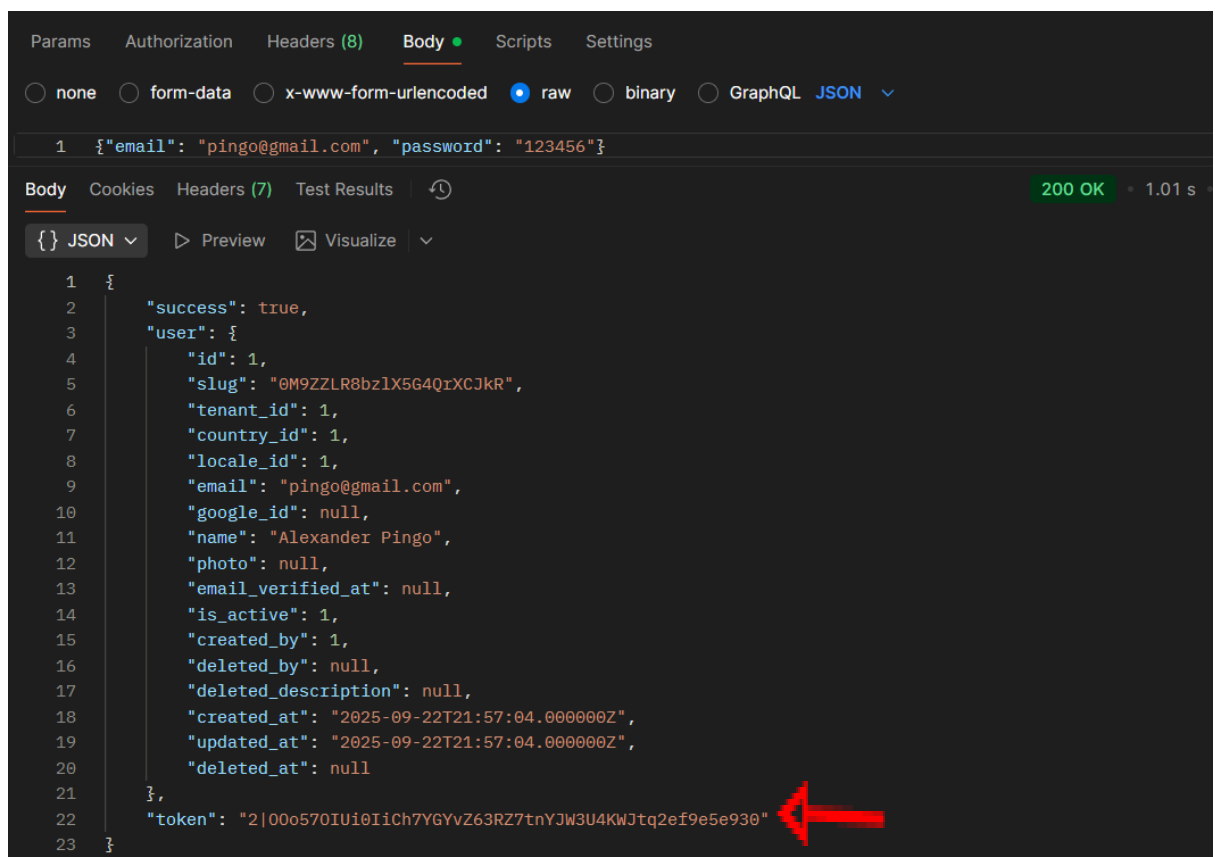 Params Authorization Headers (8) Body Scripts Settings
none form-data x-www-form-urlencoded raw binary GraphQL JSON
1 {"email": "pingo@gmail.com", "password": "123456"}
Body Cookies Headers (7) Test Results 200 OK • 1.01 s
{} JSON Preview Visualize
1 {
2 "success": true,
3 "user": {
4 "id": 1,
5 "slug": "0M9ZZLR8bzlX5G4QrXCJkR",
6 "tenant_id": 1,
7 "country_id": 1,
8 "locale_id": 1,
9 "email": "pingo@gmail.com",
10 "google_id": null,
11 "name": "Alexander Pingo",
12 "photo": null,
13 "email_verified_at": null,
14 "is_active": 1,
15 "created_by": 1,
16 "deleted_by": null,
17 "deleted_description": null,
18 "created_at": "2025-09-22T21:57:04.000000Z",
19 "updated_at": "2025-09-22T21:57:04.000000Z",
20 "deleted_at": null
21 },
22 "token": "2|OOo57OIUi0IiCh7YGYvZ63RZ7tnYJW3U4KWJtq2ef9e5e930"
23 }